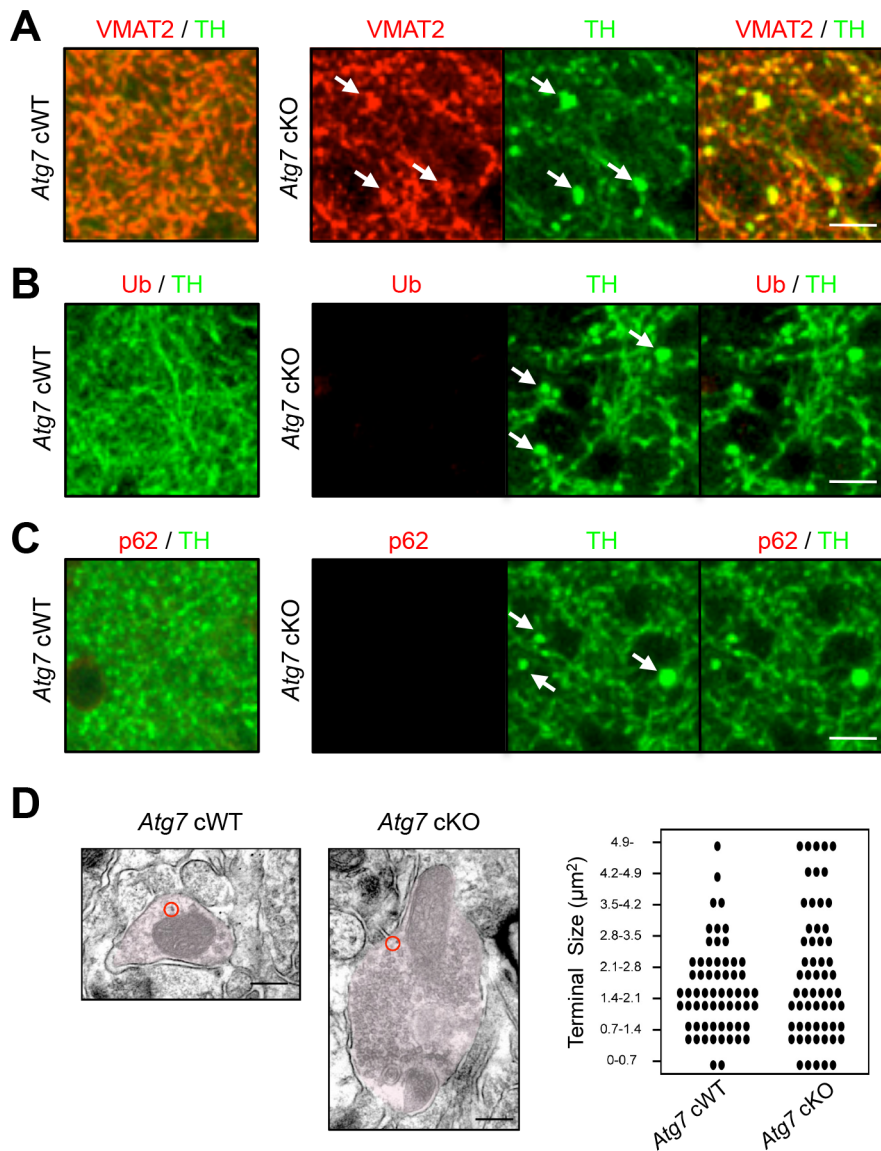 A
VMAT2 / TH
VMAT2
TH
VMAT2 / TH
Atg7 cWT
Atg7 cKO
B
Ub / TH
Ub
TH
Ub / TH
Atg7 cWT
Atg7 cKO
C
p62 / TH
p62
TH
p62 / TH
Atg7 cWT
Atg7 cKO
D
Atg7 cWT
Atg7 cKO
Terminal Size (µm²)
4.9-
4.2-4.9
3.5-4.2
2.8-3.5
2.1-2.8
1.4-2.1
0.7-1.4
0-0.7
Atg7 cWT
Atg7 cKO